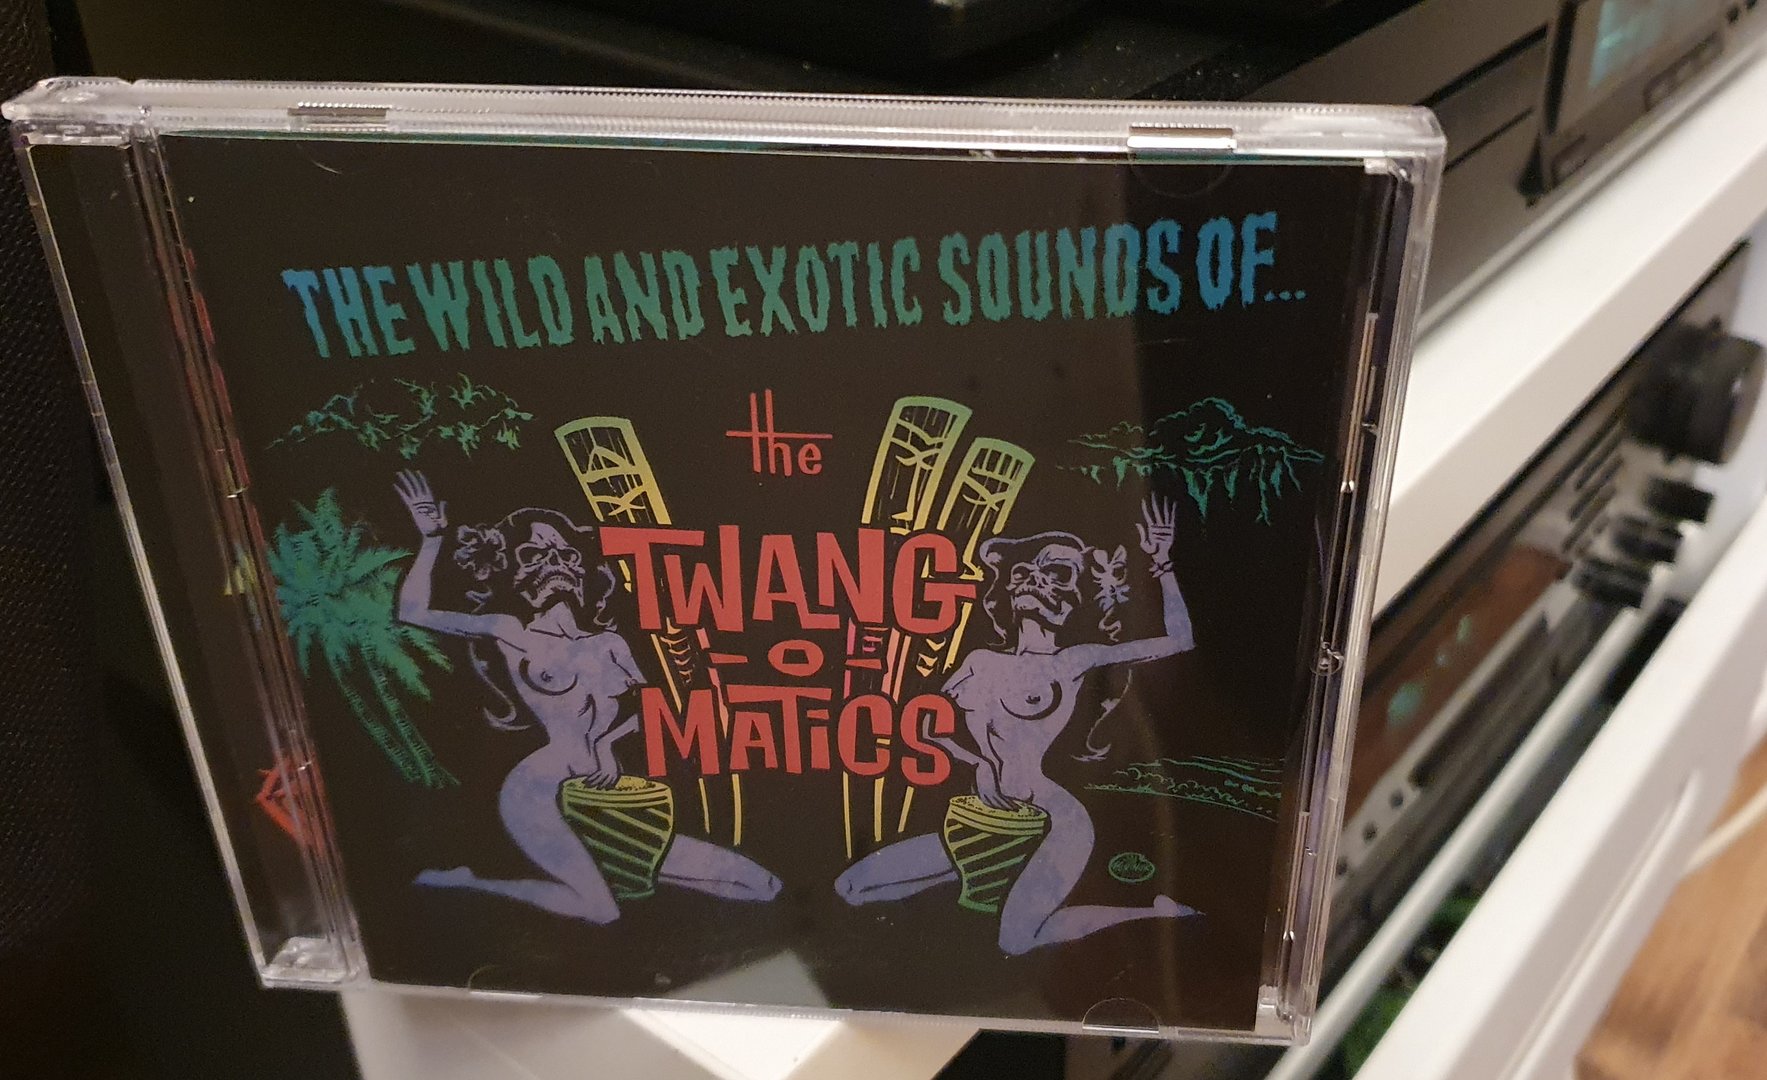 THE WILD AND EXOTIC SOUNDS OF...
the
TWANG
-O-
MATiCS